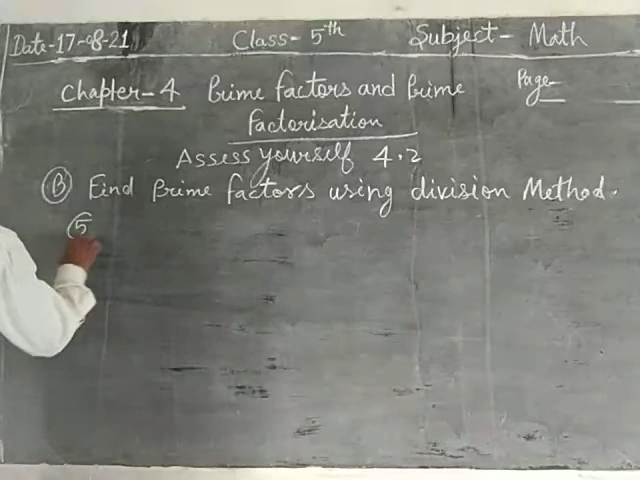 Date-17-08-21 Class-5th Subject- Math
Chapter-4 Prime factors and Prime Page
Factorisation
Assess yourself 4.2
(B) Find Prime factors using division Method.
(5